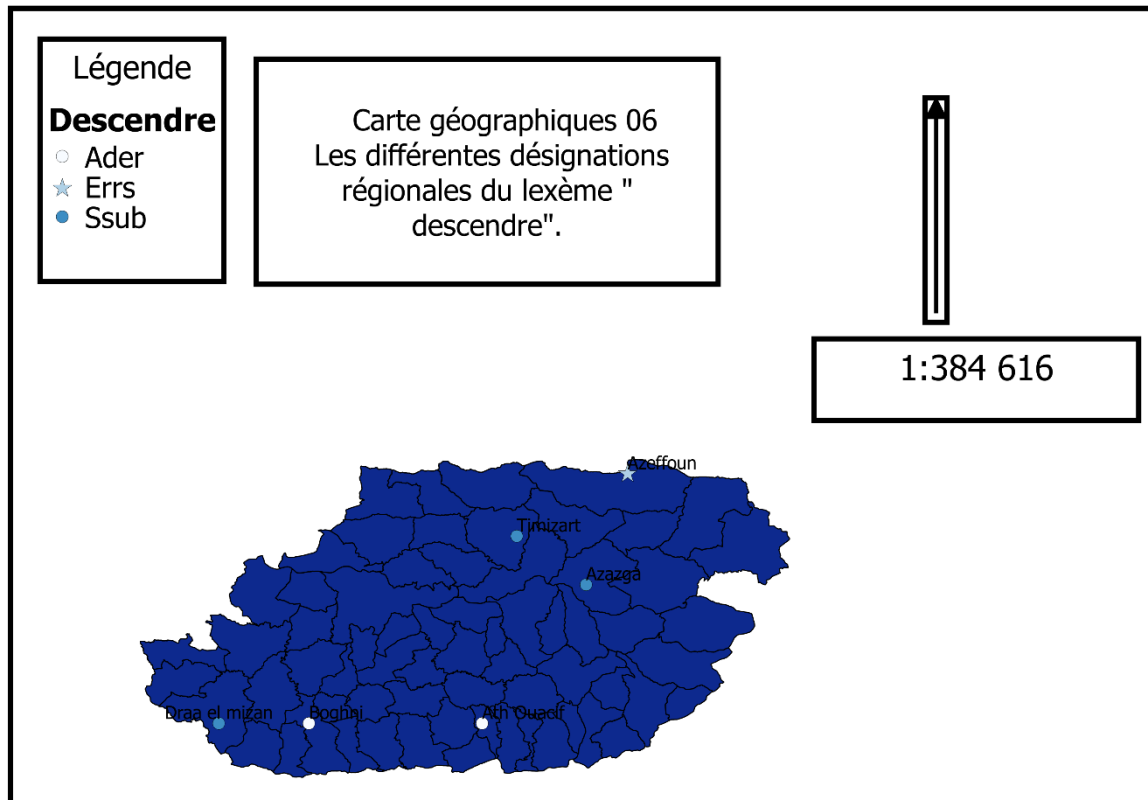 Légende
Descendre
Ader
Errs
Ssub
Carte géographiques 06
Les différentes désignations
régionales du lexème "
descendre".
1:384 616
Azeffoun
Timizart
Azazga
Draa el mizan
Boghni
Ath Ouacif